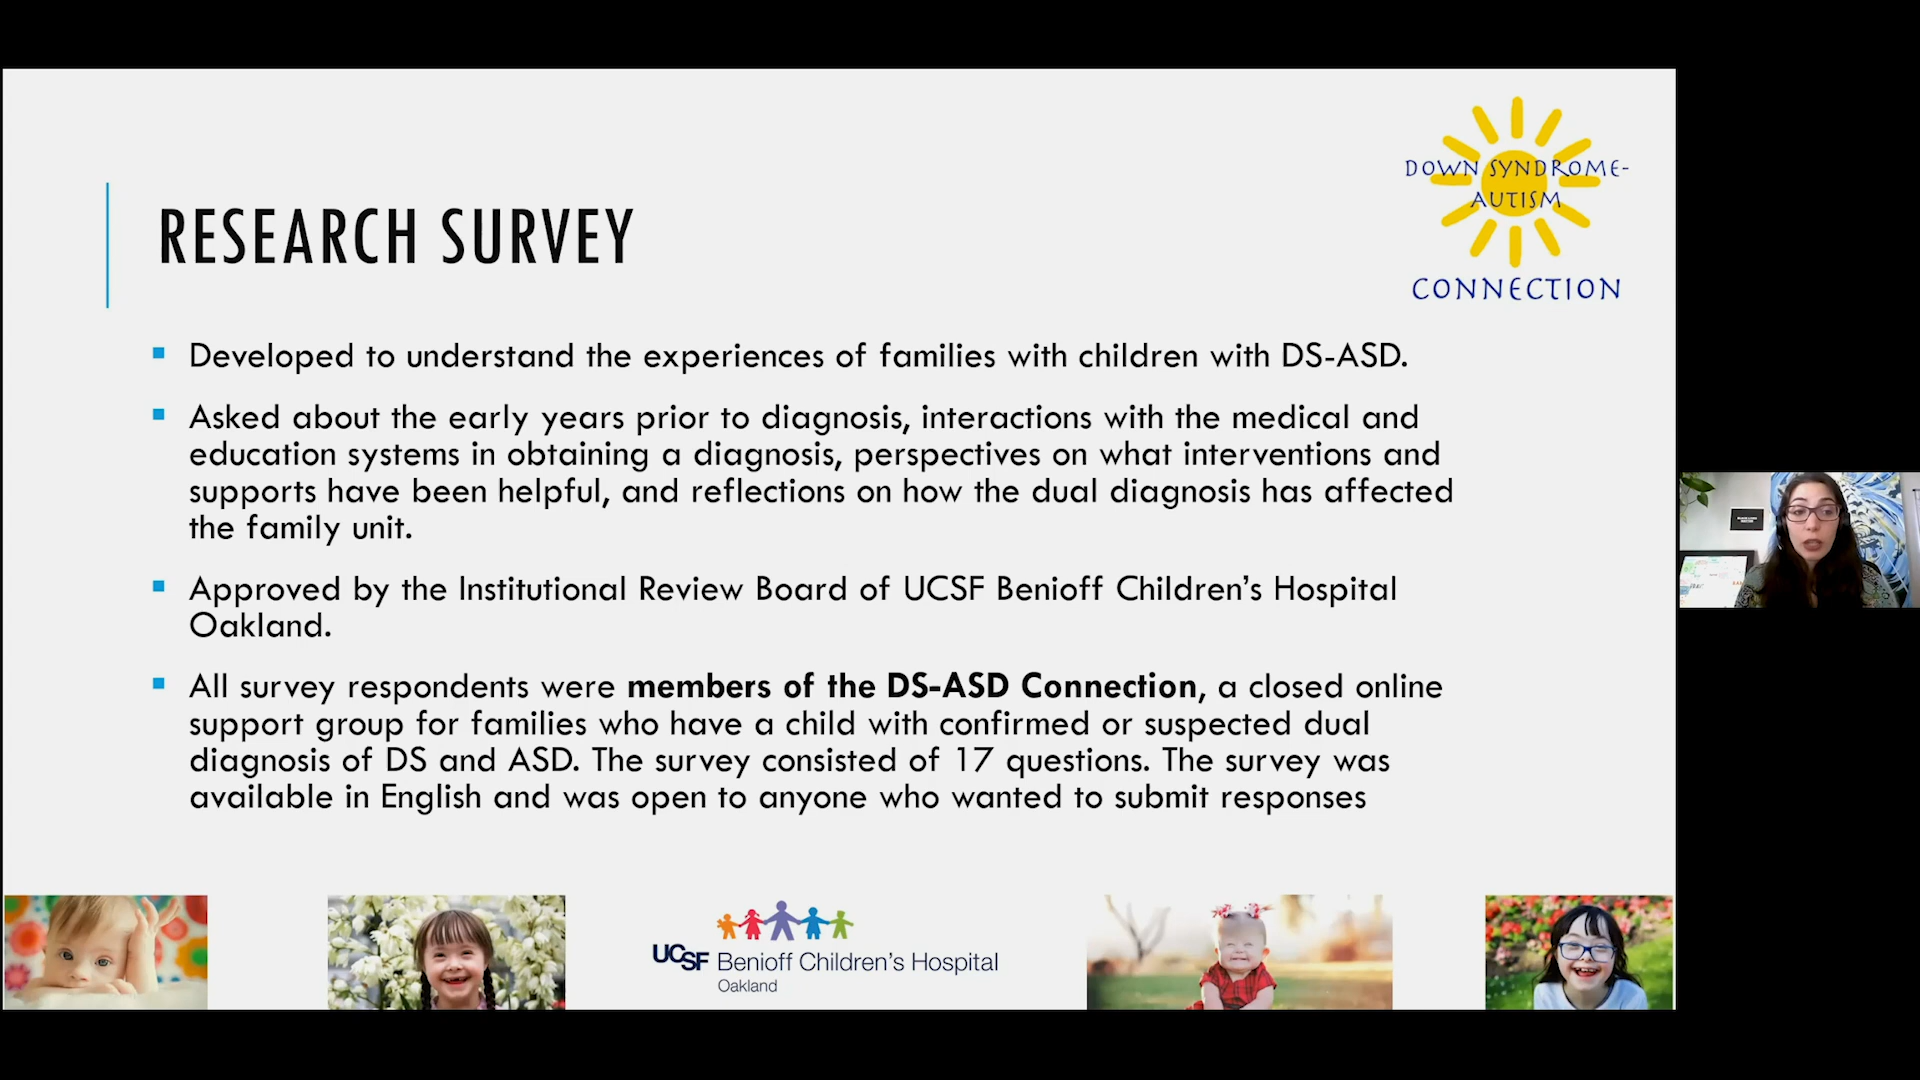 DOWN SYNDROME-
AUTISM
CONNECTION
RESEARCH SURVEY
Developed to understand the experiences of families with children with DS-ASD.
Asked about the early years prior to diagnosis, interactions with the medical and
education systems in obtaining a diagnosis, perspectives on what interventions and
supports have been helpful, and reflections on how the dual diagnosis has affected
the family unit.
Approved by the Institutional Review Board of UCSF Benioff Children's Hospital
Oakland.
All survey respondents were members of the DS-ASD Connection, a closed online
support group for families who have a child with confirmed or suspected dual
diagnosis of DS and ASD. The survey consisted of 17 questions. The survey was
available in English and was open to anyone who wanted to submit responses
UCSF Benioff Children's Hospital
Oakland